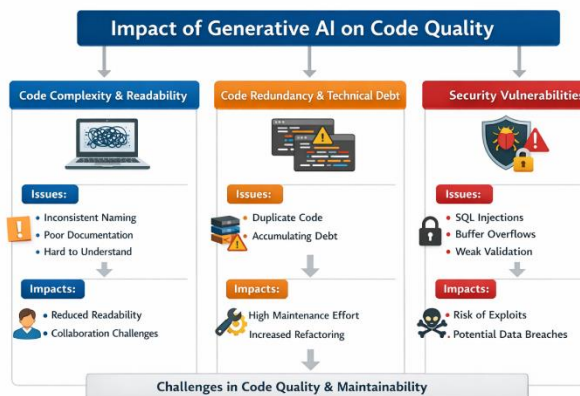 Impact of Generative AI on Code Quality
Code Complexity & Readability
Issues:
Inconsistent Naming
Poor Documentation
Hard to Understand
Impacts:
Reduced Readability
Collaboration Challenges
Code Redundancy & Technical Debt
Issues:
Duplicate Code
Accumulating Debt
Impacts:
High Maintenance Effort
Increased Refactoring
Security Vulnerabilities
Issues:
SQL Injections
Buffer Overflows
Weak Validation
Impacts:
Risk of Exploits
Potential Data Breaches
Challenges in Code Quality & Maintainability